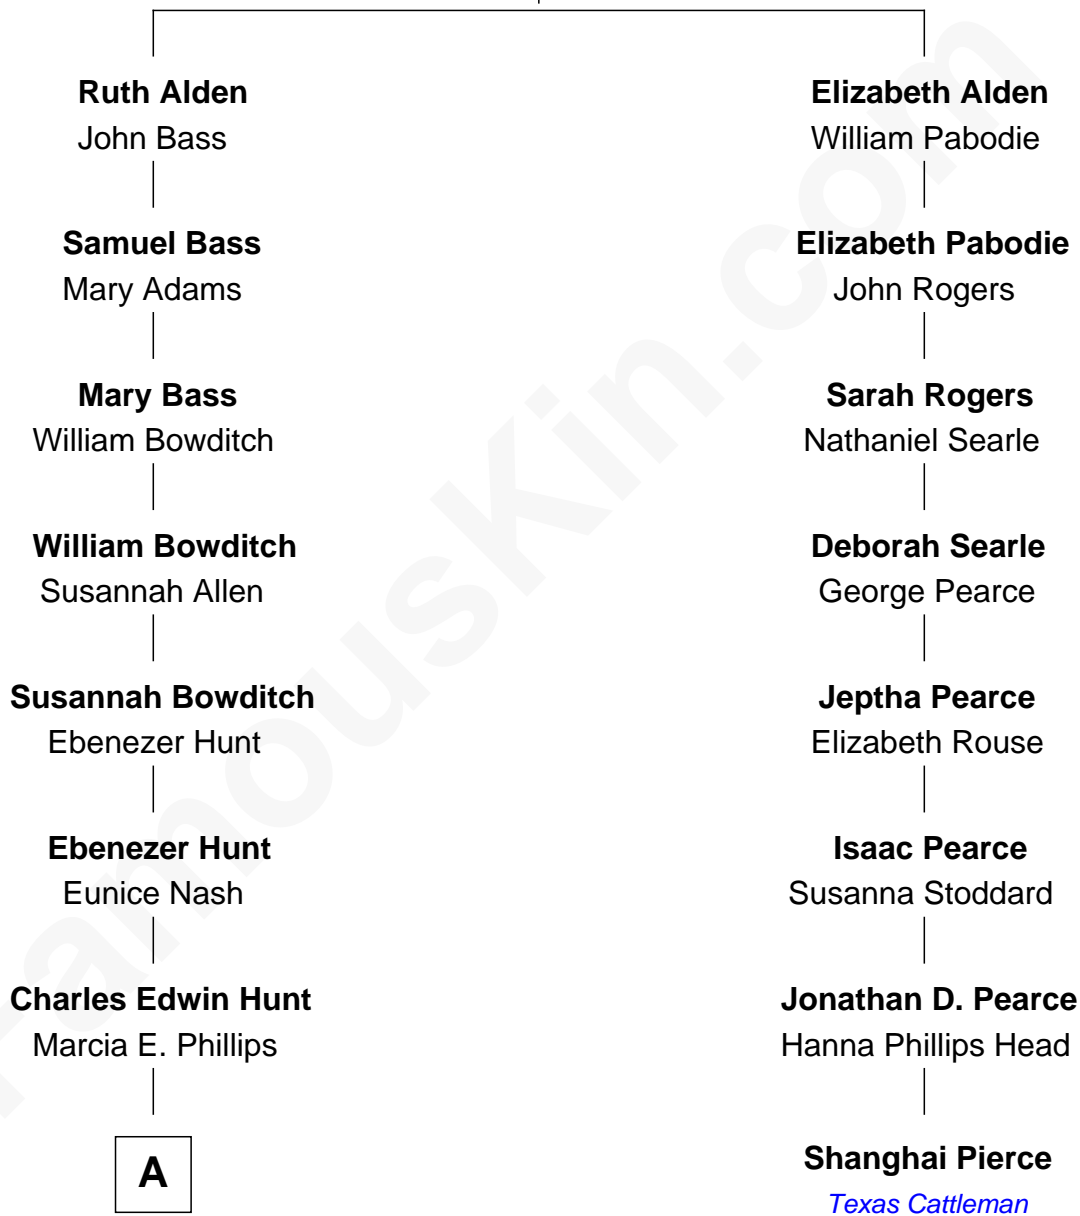 Ruth Alden
John Bass
Samuel Bass
Mary Adams
Mary Bass
William Bowditch
William Bowditch
Susannah Allen
Susannah Bowditch
Ebenezer Hunt
Ebenezer Hunt
Eunice Nash
Charles Edwin Hunt
Marcia E. Phillips
A
Elizabeth Alden
William Pabodie
Elizabeth Pabodie
John Rogers
Sarah Rogers
Nathaniel Searle
Deborah Searle
George Pearce
Jeptha Pearce
Elizabeth Rouse
Isaac Pearce
Susanna Stoddard
Jonathan D. Pearce
Hanna Phillips Head
Shanghai Pierce
Texas Cattleman
FamousKin.com